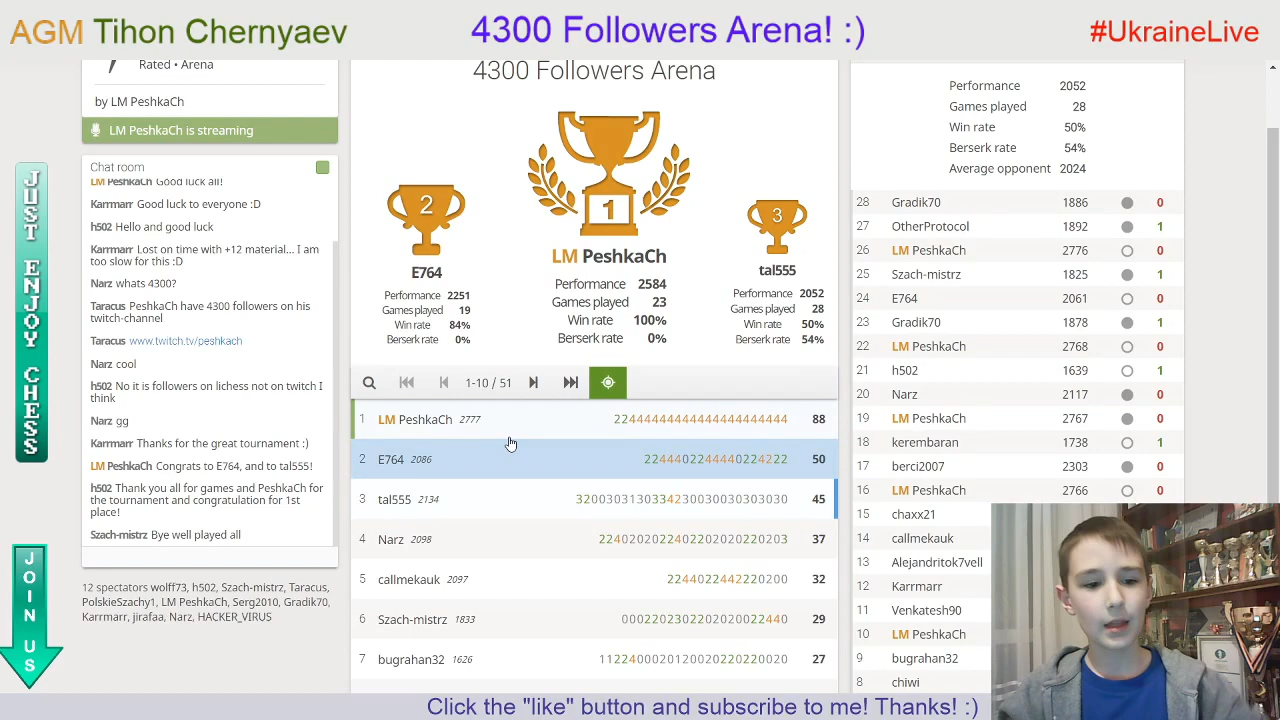 AGM Tihon Chernyaev
4300 Followers Arena! :)
#UkraineLive
Rated • Arena
by LM PeshkaCh
LM PeshkaCh is streaming
Chat room
LM PeshkaCh Good luck all!
Karrmarr Good luck to everyone :D
h502 Hello and good luck
Karrmarr Lost on time with +12 material... I am
too slow for this :D
Narz whats 4300?
Taracus PeshkaCh have 4300 followers on his
twitch-channel
Taracus www.twitch.tv/peshkach
Narz cool
h502 No it is followers on lichess not on twitch I
think
Narz gg
Karrmarr Thanks for the great tournament :)
LM PeshkaCh Congrats to E764, and to tal555!
h502 Thank you all for games and PeshkaCh for
the tournament and congratulation for 1st
place!
Szach-mistrz Bye well played all
12 spectators wolff73, h502, Szach-mistrz, Taracus,
PolskieSzachy1, LM PeshkaCh, Serg2010, Gradik70,
Karrmarr, jirafaa, Narz, HACKER_VIRUS
JUST ENJOY CHESS
JOIN US
4300 Followers Arena
2
1
3
E764
Performance 2251
Games played 19
Win rate 84%
Berserk rate 0%
LM PeshkaCh
Performance 2584
Games played 23
Win rate 100%
Berserk rate 0%
tal555
Performance 2052
Games played 28
Win rate 50%
Berserk rate 54%
1-10 / 51
1 LM PeshkaCh 2777 88
2 E764 2086 2244402244440224222 50
3 tal555 2134 3200303130334230030030303030 45
4 Narz 2098 37
5 callmekauk 2097 32
6 Szach-mistrz 1833 29
7 bugrahan32 1626 27
Performance 2052
Games played 28
Win rate 50%
Berserk rate 54%
Average opponent 2024
28 Gradik70 1886 0
27 OtherProtocol 1892 1
26 LM PeshkaCh 2776 0
25 Szach-mistrz 1825 1
24 E764 2061 0
23 Gradik70 1878 1
22 LM PeshkaCh 2768 0
21 h502 1639 1
20 Narz 2117 0
19 LM PeshkaCh 2767 0
18 kerembaran 1738 1
17 berci2007 2303 0
16 LM PeshkaCh 2766 0
15 chaxx21
14 callmekauk
13 Alejandritok7vell
12 Karrmarr
11 Venkatesh90
10 LM PeshkaCh
9 bugrahan32
8 chiwi
Click the "like" button and subscribe to me! Thanks! :)